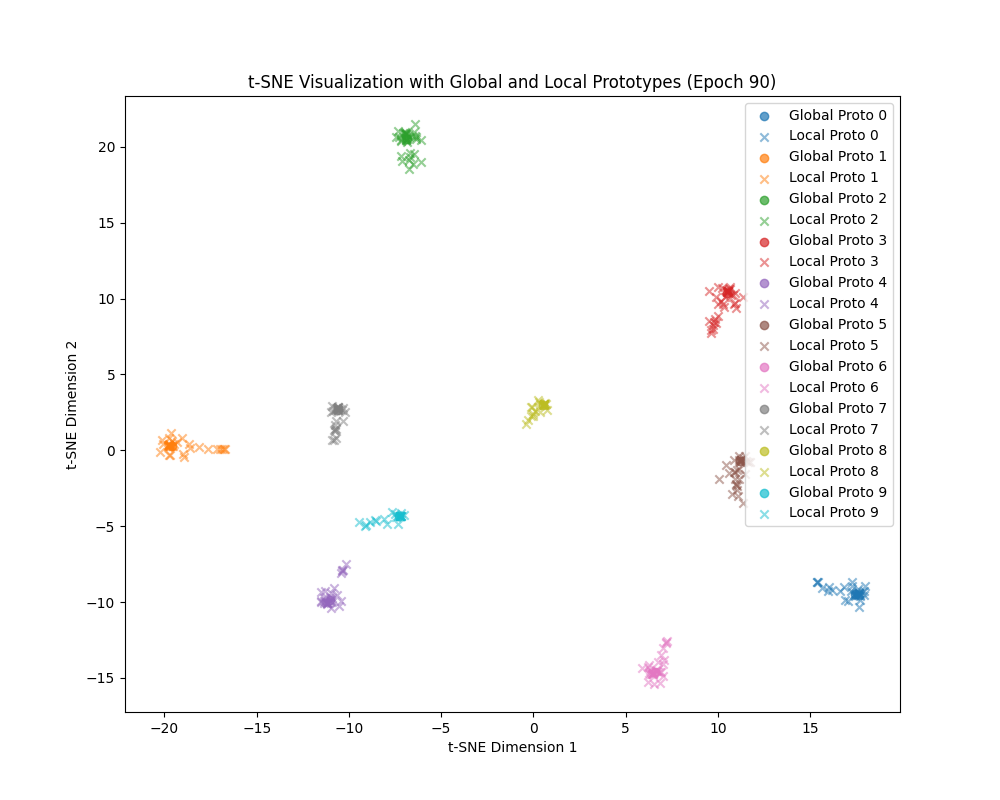 t-SNE Visualization with Global and Local Prototypes (Epoch 90)
Global Proto 0
Local Proto 0
Global Proto 1
Local Proto 1
Global Proto 2
Local Proto 2
Global Proto 3
Local Proto 3
Global Proto 4
Local Proto 4
Global Proto 5
Local Proto 5
Global Proto 6
Local Proto 6
Global Proto 7
Local Proto 7
Global Proto 8
Local Proto 8
Global Proto 9
Local Proto 9
t-SNE Dimension 2
20
15
10
5
0
−5
−10
−15
−20
−15
−10
−5
0
5
10
15
t-SNE Dimension 1